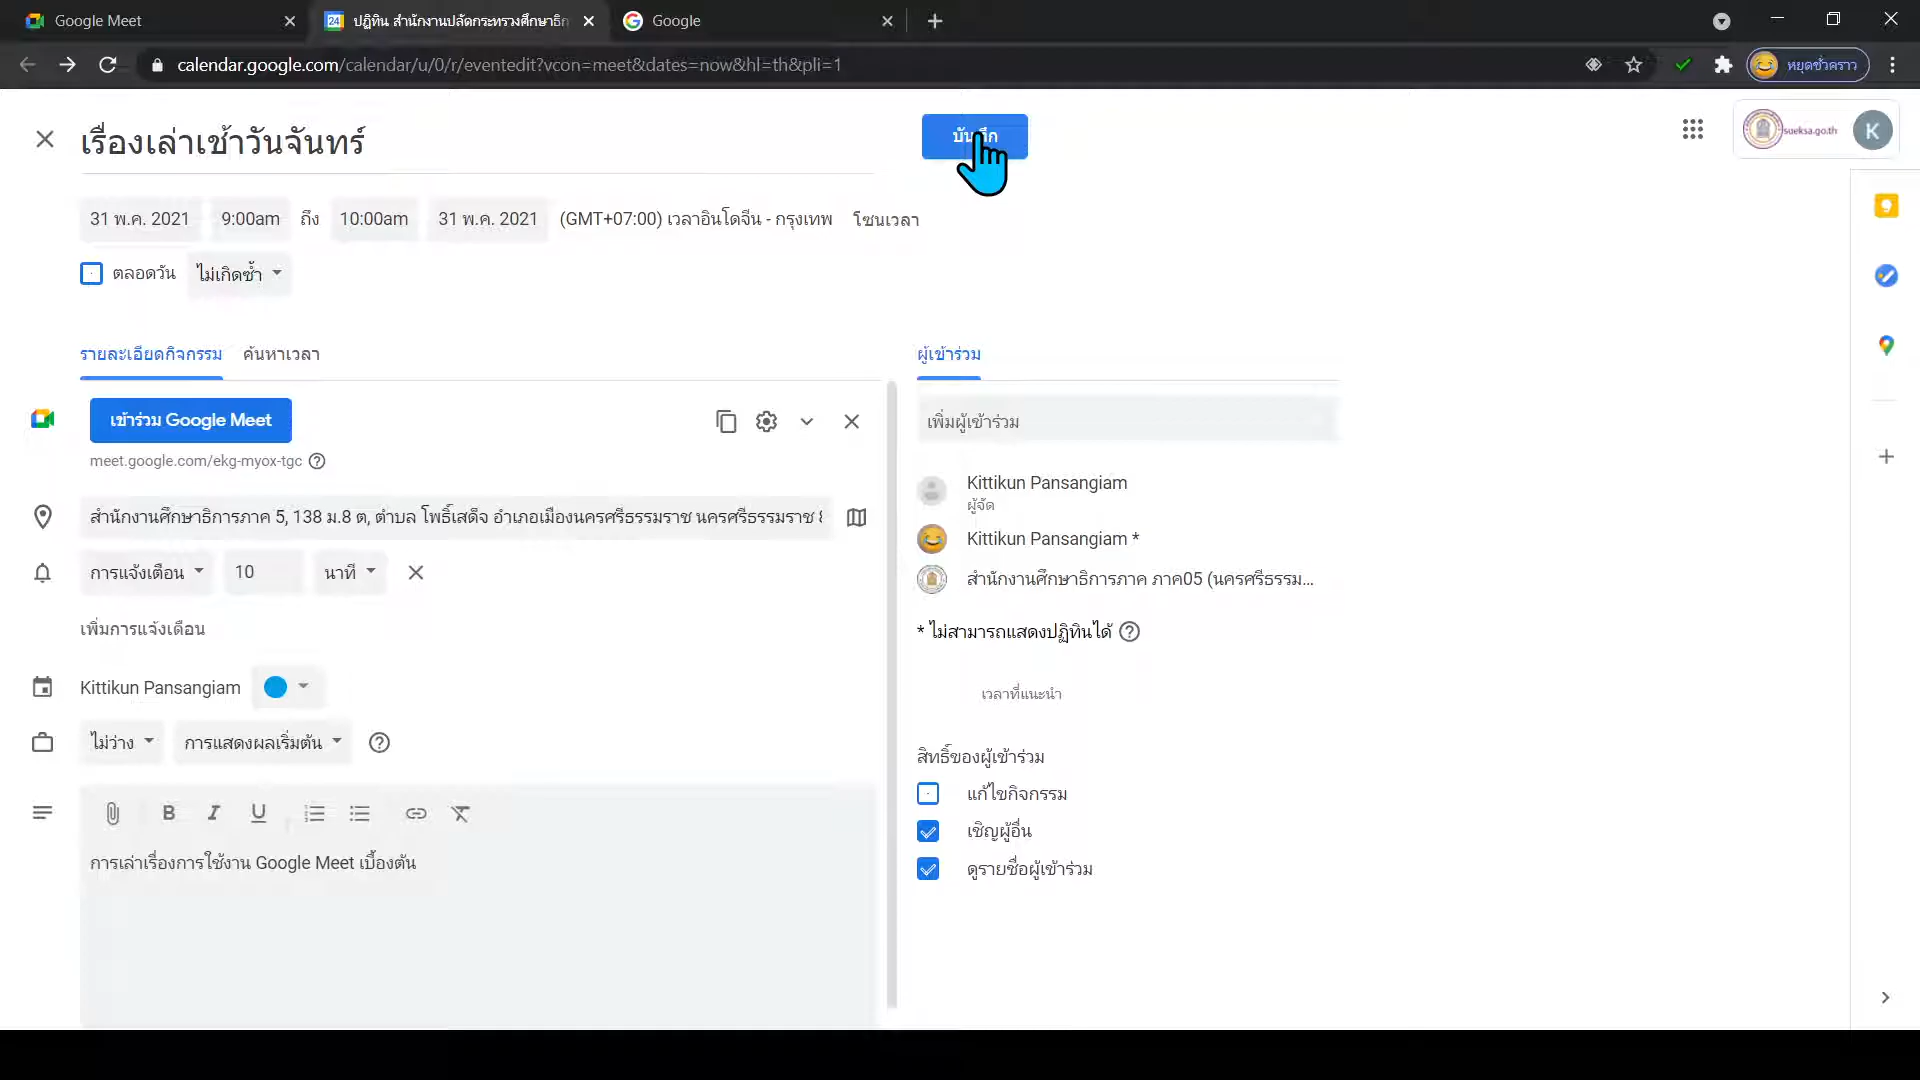 Google Meet
ปฏิทิน สำนักงานปลัดกระทรวงศึกษาธิก
Google
calendar.google.com/calendar/u/0/r/eventedit?vcon=meet&dates=now&hl=th&pli=1
หยุดชั่วคราว
เรื่องเล่าเช้าวันจันทร์
บันทึก
sueksa.go.th
K
31 พ.ค. 2021 9:00am ถึง 10:00am 31 พ.ค. 2021 (GMT+07:00) เวลาอินโดจีน - กรุงเทพ โซนเวลา
ตลอดวัน ไม่เกิดซ้ำ
รายละเอียดกิจกรรม ค้นหาเวลา
ผู้เข้าร่วม
เข้าร่วม Google Meet
meet.google.com/ekg-myox-tgc
เพิ่มผู้เข้าร่วม
Kittikun Pansangiam
ผู้จัด
Kittikun Pansangiam *
สำนักงานศึกษาธิการภาค ภาค05 (นครศรีธรรม...
* ไม่สามารถแสดงปฏิทินได้
เวลาที่แนะนำ
สำนักงานศึกษาธิการภาค 5, 138 ม.8 ต, ตำบล โพธิ์เสด็จ อำเภอเมืองนครศรีธรรมราช นครศรีธรรมราช 8
การแจ้งเตือน 10 นาที
เพิ่มการแจ้งเตือน
Kittikun Pansangiam
ไม่ว่าง การแสดงผลเริ่มต้น
สิทธิ์ของผู้เข้าร่วม
แก้ไขกิจกรรม
เชิญผู้อื่น
ดูรายชื่อผู้เข้าร่วม
B I U
การเล่าเรื่องการใช้งาน Google Meet เบื้องต้น